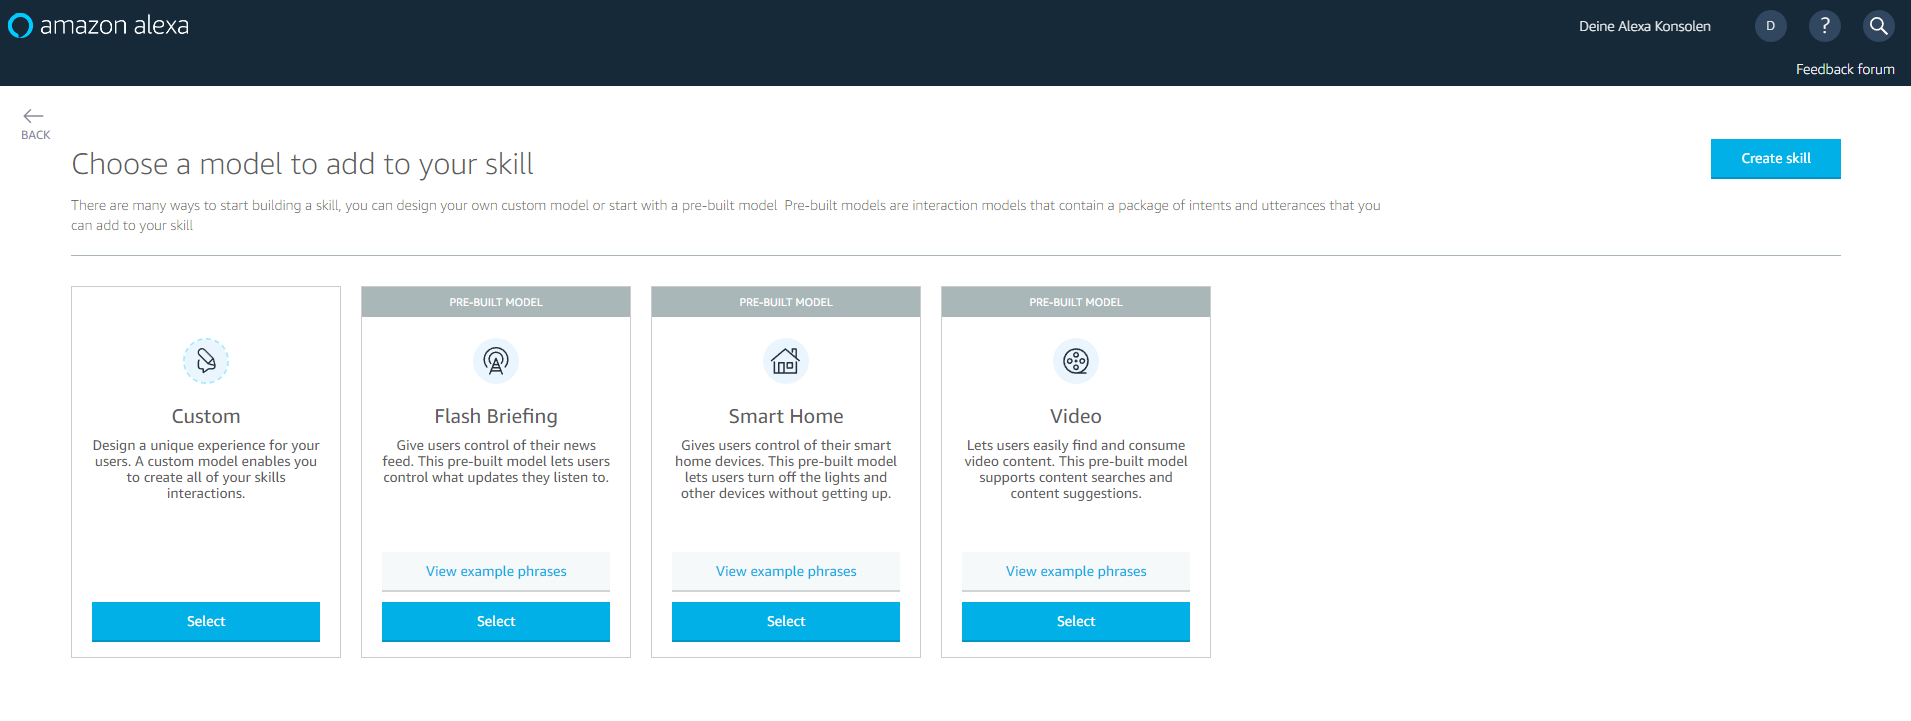 amazon alexa
Deine Alexa Konsolen
D
?
Feedback forum
BACK
Choose a model to add to your skill
Create skill
There are many ways to start building a skill, you can design your own custom model or start with a pre-built model  Pre-built models are interaction models that contain a package of intents and utterances that you
can add to your skill
Custom
Design a unique experience for your
users. A custom model enables you
to create all of your skills
interactions.
Select
PRE-BUILT MODEL
Flash Briefing
Give users control of their news
feed. This pre-built model lets users
control what updates they listen to.
View example phrases
Select
PRE-BUILT MODEL
Smart Home
Gives users control of their smart
home devices. This pre-built model
lets users turn off the lights and
other devices without getting up.
View example phrases
Select
PRE-BUILT MODEL
Video
Lets users easily find and consume
video content. This pre-built model
supports content searches and
content suggestions.
View example phrases
Select